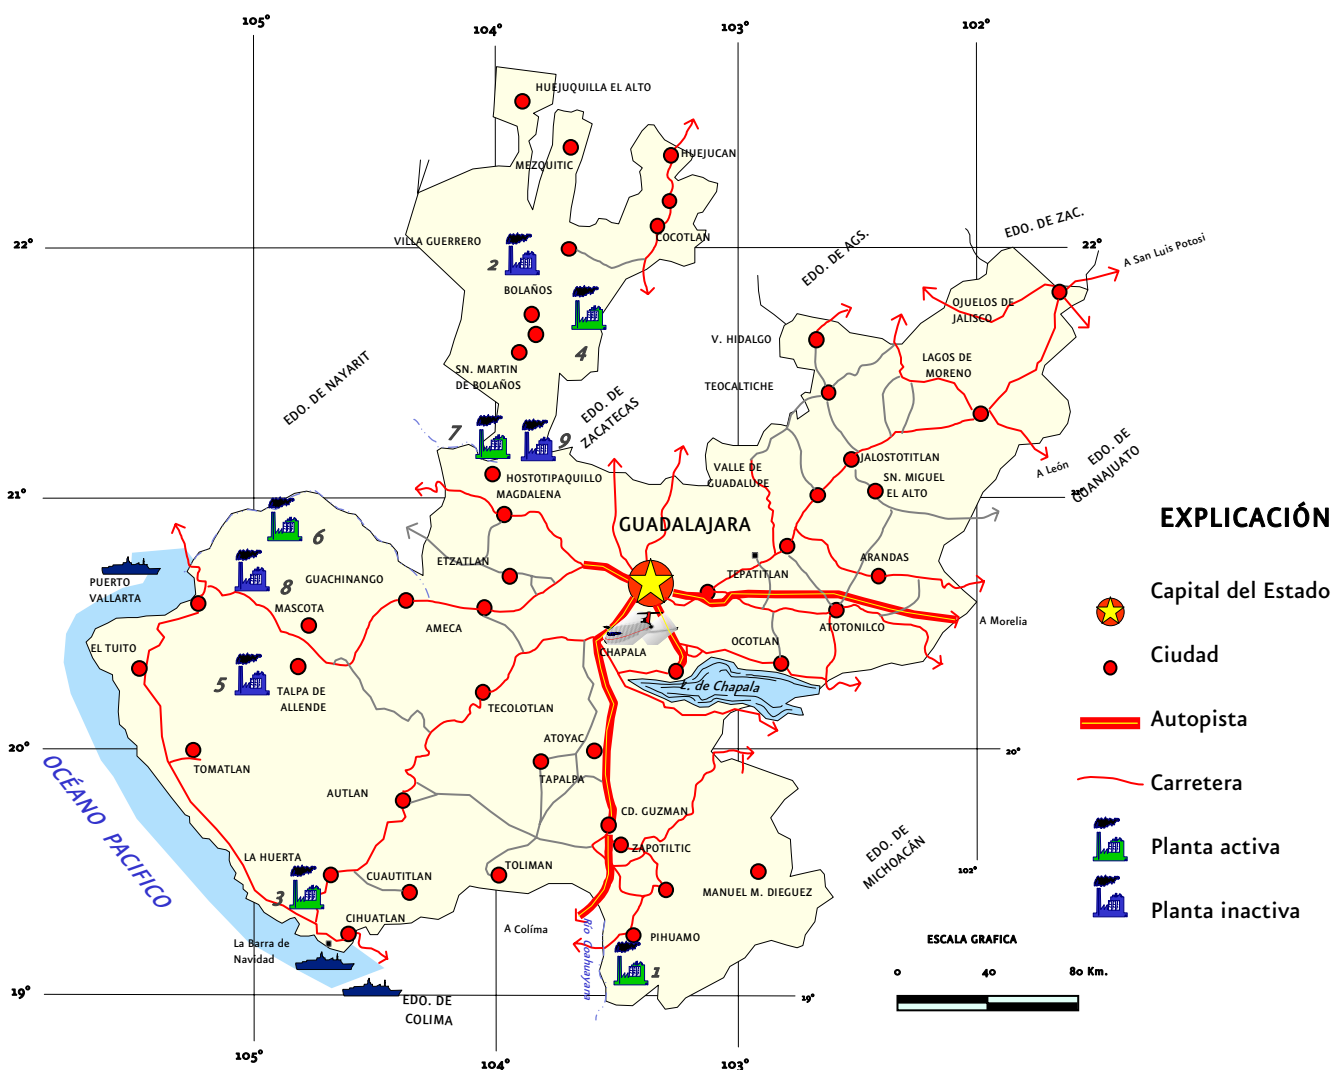 105°
104°
103°
102°
HUEJUQUILLA EL ALTO
MEZQUITIC
HUEJUCAN
22°
VILLA GUERRERO
COCOTLAN
EDO. DE AGS.
EDO. DE ZAC.
22°
A San Luis Potosi
2
BOLAÑOS
4
OJUELOS DE
JALISCO
V. HIDALGO
LAGOS DE
MORENO
EDO. DE NAYARIT
SN. MARTIN
DE BOLAÑOS
TEOCALTICHE
EDO. DE
ZACATECAS
7
9
JALOSTOTITLAN
EDO. DE
GUANAJUATO
A León
VALLE DE
GUADALUPE
SN. MIGUEL
EL ALTO
HOSTOTIPAQUILLO
MAGDALENA
21°
21°
GUADALAJARA
EXPLICACIÓN
6
ETZATLAN
ARANDAS
TEPATITLAN
PUERTO
VALLARTA
8
GUACHINANGO
Capital del Estado
MASCOTA
AMECA
ATOTONILCO
A Morelia
EL TUITO
CHAPALA
OCOTLAN
Ciudad
5
TALPA DE
ALLENDE
L. de Chapala
TECOLOTLAN
Autopista
ATOYAC
20°
20°
TOMATLAN
TAPALPA
OCÉANO PACIFICO
AUTLAN
Carretera
CD. GUZMAN
ZAPOTILTIC
EDO. DE
MICHOACÁN
Planta activa
LA HUERTA
CUAUTITLAN
TOLIMAN
102°
MANUEL M. DIEGUEZ
3
CIHUATLAN
Planta inactiva
A Colíma
Río Coahuayana
PIHUAMO
ESCALA GRAFICA
La Barra de
Navidad
1
0
40
80 Km.
19°
EDO. DE
COLIMA
19°
105°
104°
103°